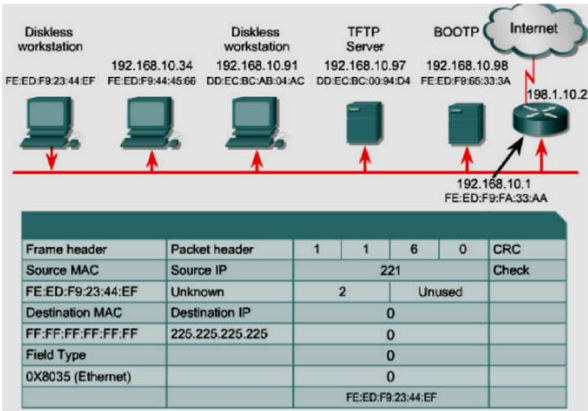 Diskless
workstation
FE:ED:F9:23:44:EF
192.168.10.34
FE:ED:F9:44:45:66
Diskless
workstation
192.168.10.91
DD:EC:BC:AB:04:AC
TFTP
Server
192.168.10.97
DD:EC:BC:00:94:D4
BOOTP
192.168.10.98
FE:ED:F9:65:33:3A
Internet
198.1.10.2
192.168.10.1
FE:ED:F9:FA:33:AA
Frame header Packet header 1 1 6 0 CRC
Source MAC Source IP 221 Check
FE:ED:F9:23:44:EF Unknown 2 Unused
Destination MAC Destination IP 0
FF:FF:FF:FF:FF:FF 225.225.225.225 0
Field Type 0
0X8035 (Ethernet) 0
FE:ED:F9:23:44:EF